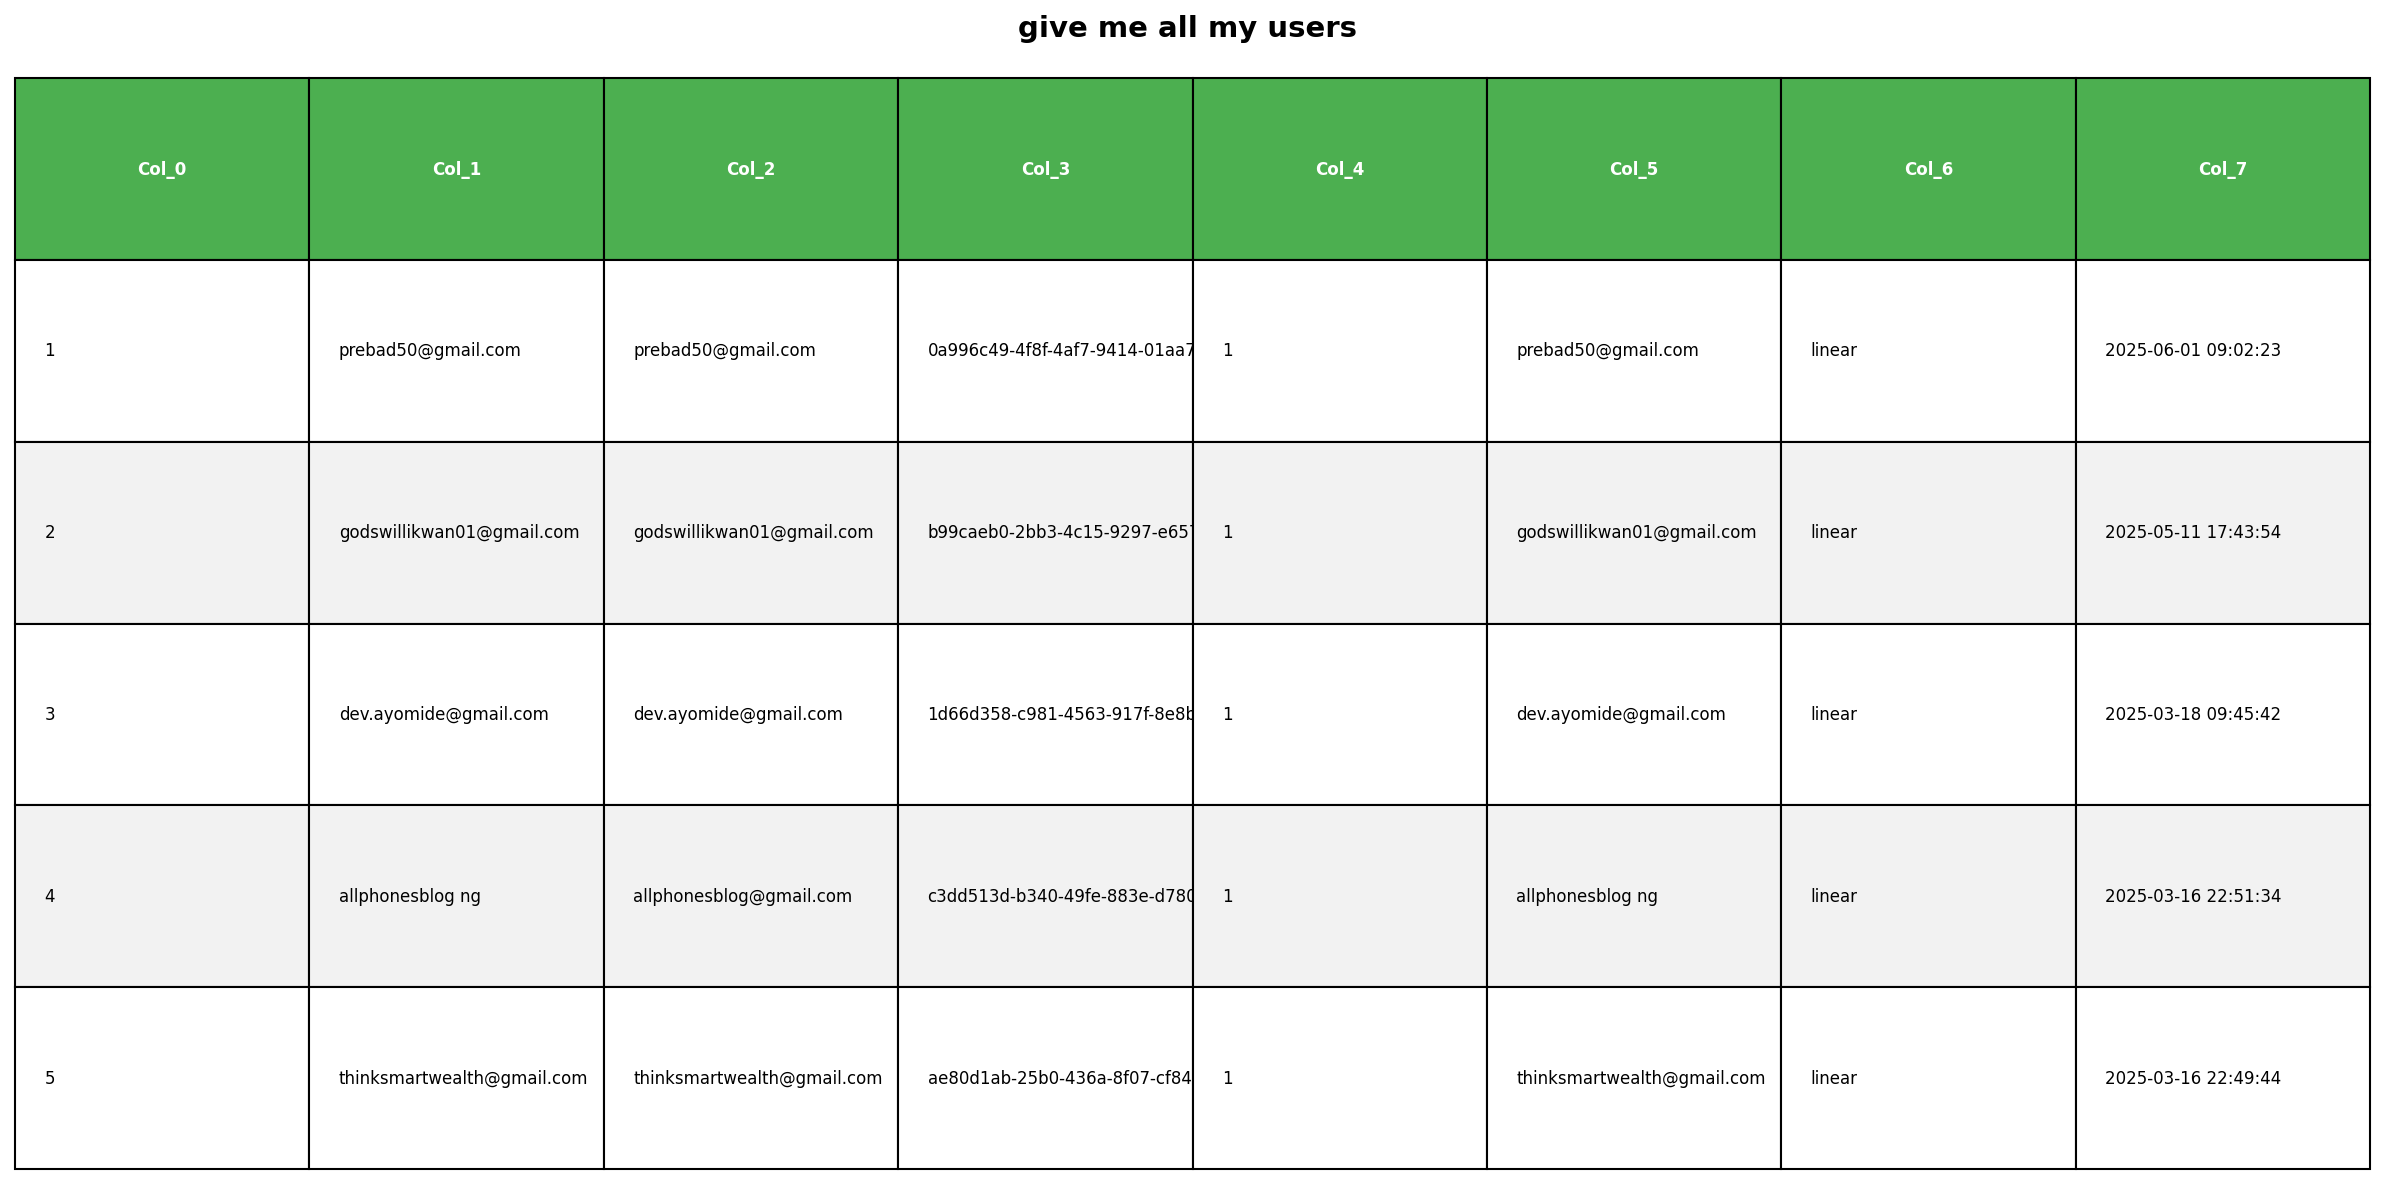 give me all my users
Col_0 Col_1 Col_2 Col_3 Col_4 Col_5 Col_6 Col_7
1 prebad50@gmail.com prebad50@gmail.com 0a996c49-4f8f-4af7-9414-01aa7 1 prebad50@gmail.com linear 2025-06-01 09:02:23
2 godswillikwan01@gmail.com godswillikwan01@gmail.com b99caeb0-2bb3-4c15-9297-e657 1 godswillikwan01@gmail.com linear 2025-05-11 17:43:54
3 dev.ayomide@gmail.com dev.ayomide@gmail.com 1d66d358-c981-4563-917f-8e8b 1 dev.ayomide@gmail.com linear 2025-03-18 09:45:42
4 allphonesblog ng allphonesblog@gmail.com c3dd513d-b340-49fe-883e-d780 1 allphonesblog ng linear 2025-03-16 22:51:34
5 thinksmartwealth@gmail.com thinksmartwealth@gmail.com ae80d1ab-25b0-436a-8f07-cf84 1 thinksmartwealth@gmail.com linear 2025-03-16 22:49:44